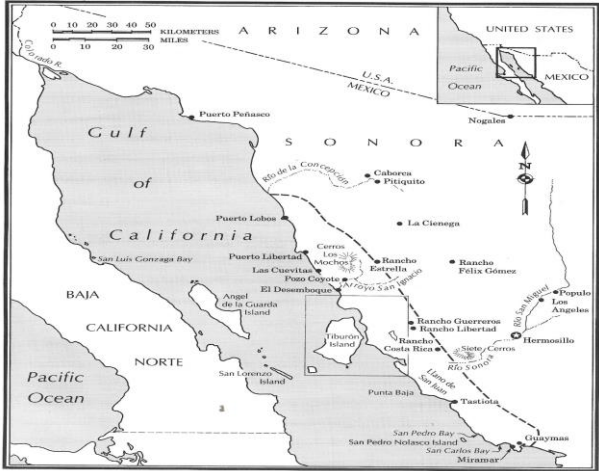 0 10 20 30 40 50
KILOMETERS
MILES
0 10 20 30
ARIZONA
UNITED STATES
Pacific
Ocean
MEXICO
Colorado R.
U.S.A.
MEXICO
Nogales
Puerto Peñasco
Gulf
of
California
SONORA
N
Río de la Concepción
Caborca
Pitiquito
Puerto Lobos
La Cienega
Cerros
Los
Mochos
Puerto Libertad
San Luis Gonzaga Bay
Rancho
Estrella
Rancho
Félix Gómez
Las Cuevitas
Pozo Coyote
Arroyo San Ignacio
El Desemboque
BAJA
CALIFORNIA
NORTE
Angel
de la Guarda
Island
Río San Miguel
Populo
Los
Angeles
Tiburón
Island
Rancho Guerreros
Rancho Libertad
Rancho
Costa Rica
Hermosillo
Siete Cerros
Río Sonora
San Lorenzo
Island
Pacific
Ocean
Llano de
San Juan
Punta Baja
Tastiota
San Pedro Bay
San Pedro Nolasco Island
San Carlos Bay
Miramar
Guaymas